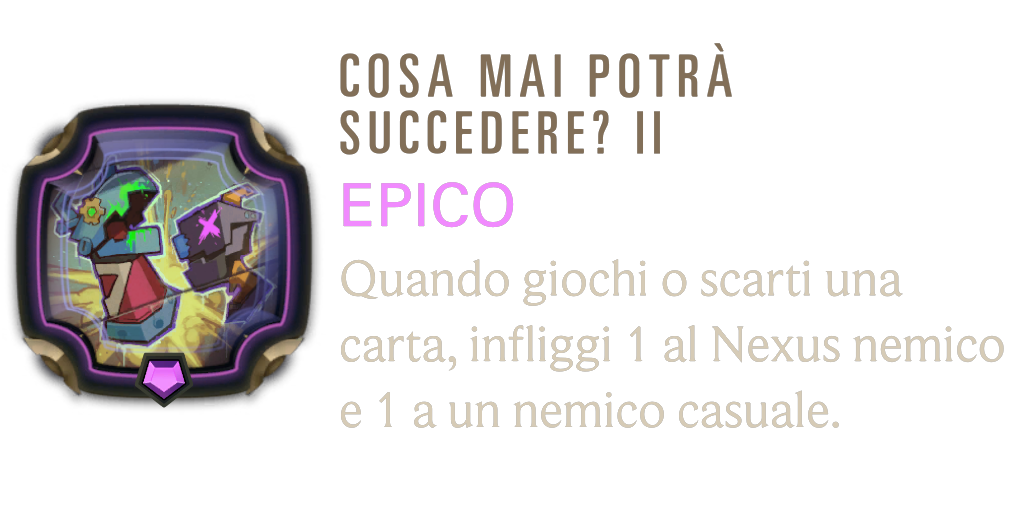 COSA MAI POTRÀ
SUCCEDERE? II
EPICO
Quando giochi o scarti una
carta, infliggi 1 al Nexus nemico
e 1 a un nemico casuale.